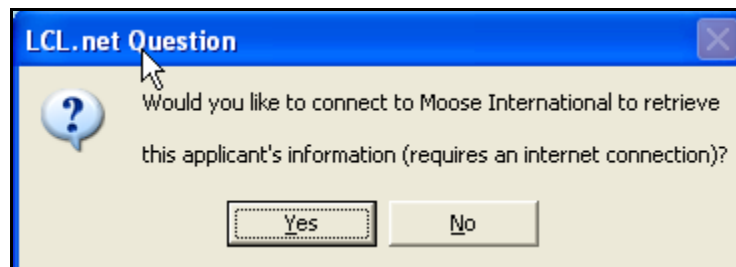 LCL.net Question
Would you like to connect to Moose International to retrieve
this applicant's information (requires an internet connection)?
Yes No